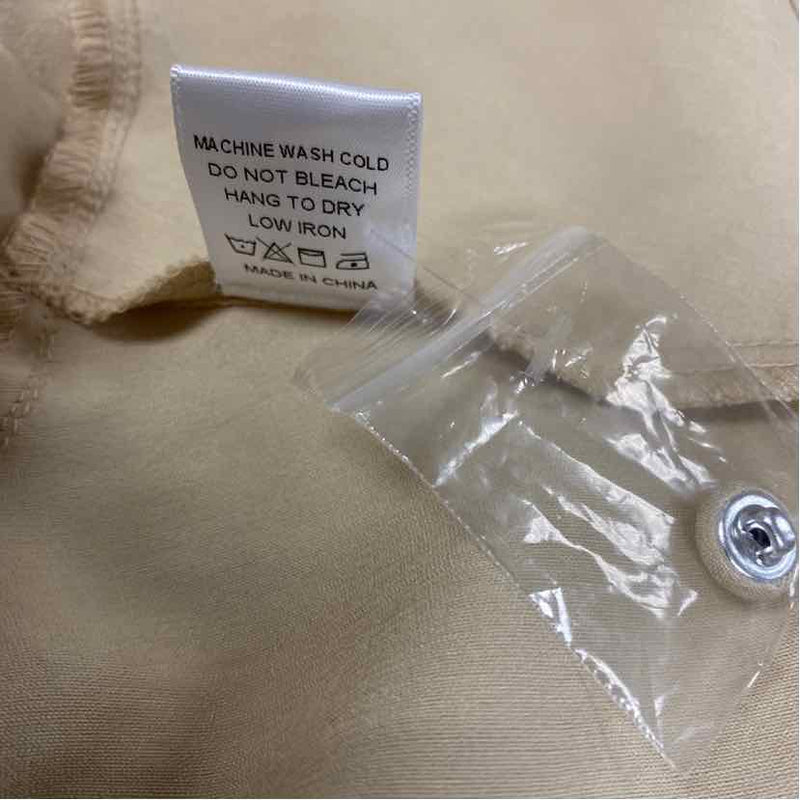 MACHINE WASH COLD
DO NOT BLEACH
HANG TO DRY
LOW IRON
MADE IN CHINA